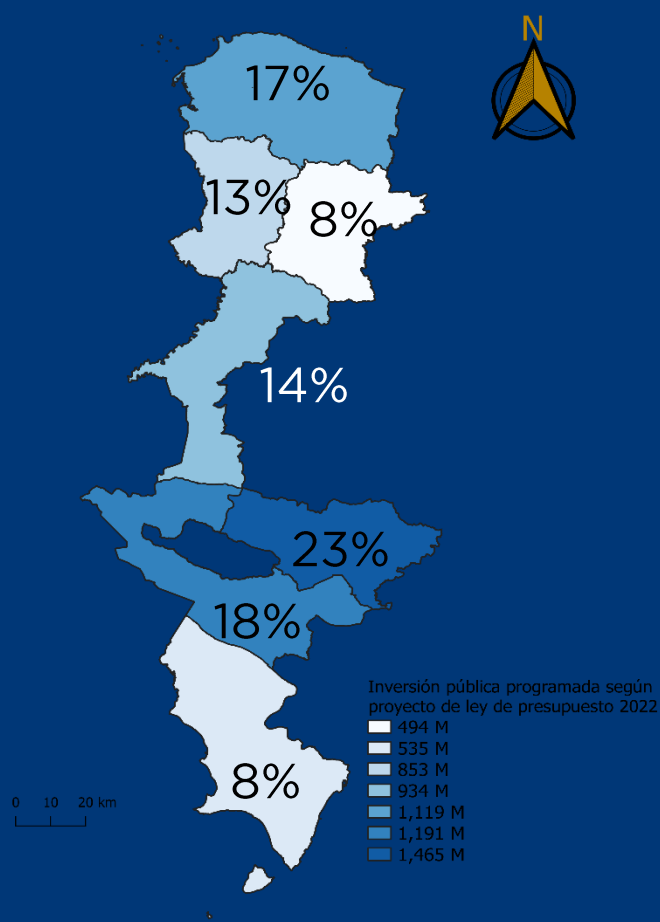 N
17%
13%
8%
14%
23%
18%
8%
Inversión pública programada según
proyecto de ley de presupuesto 2022
494 M
535 M
853 M
934 M
1,119 M
1,191 M
1,465 M
0 10 20 km